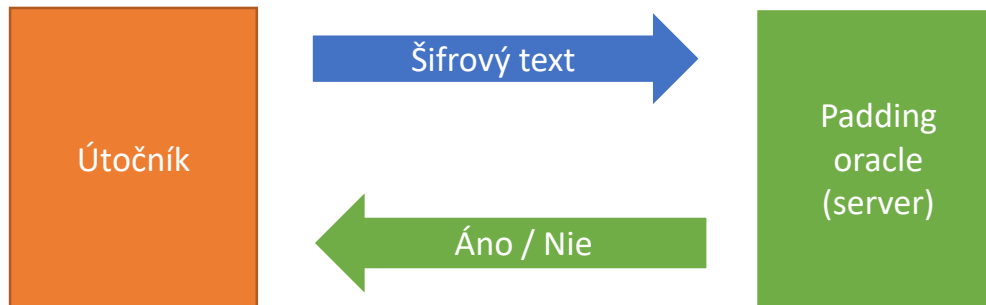 Útočník
Šifrový text
Áno / Nie
Padding
oracle
(server)